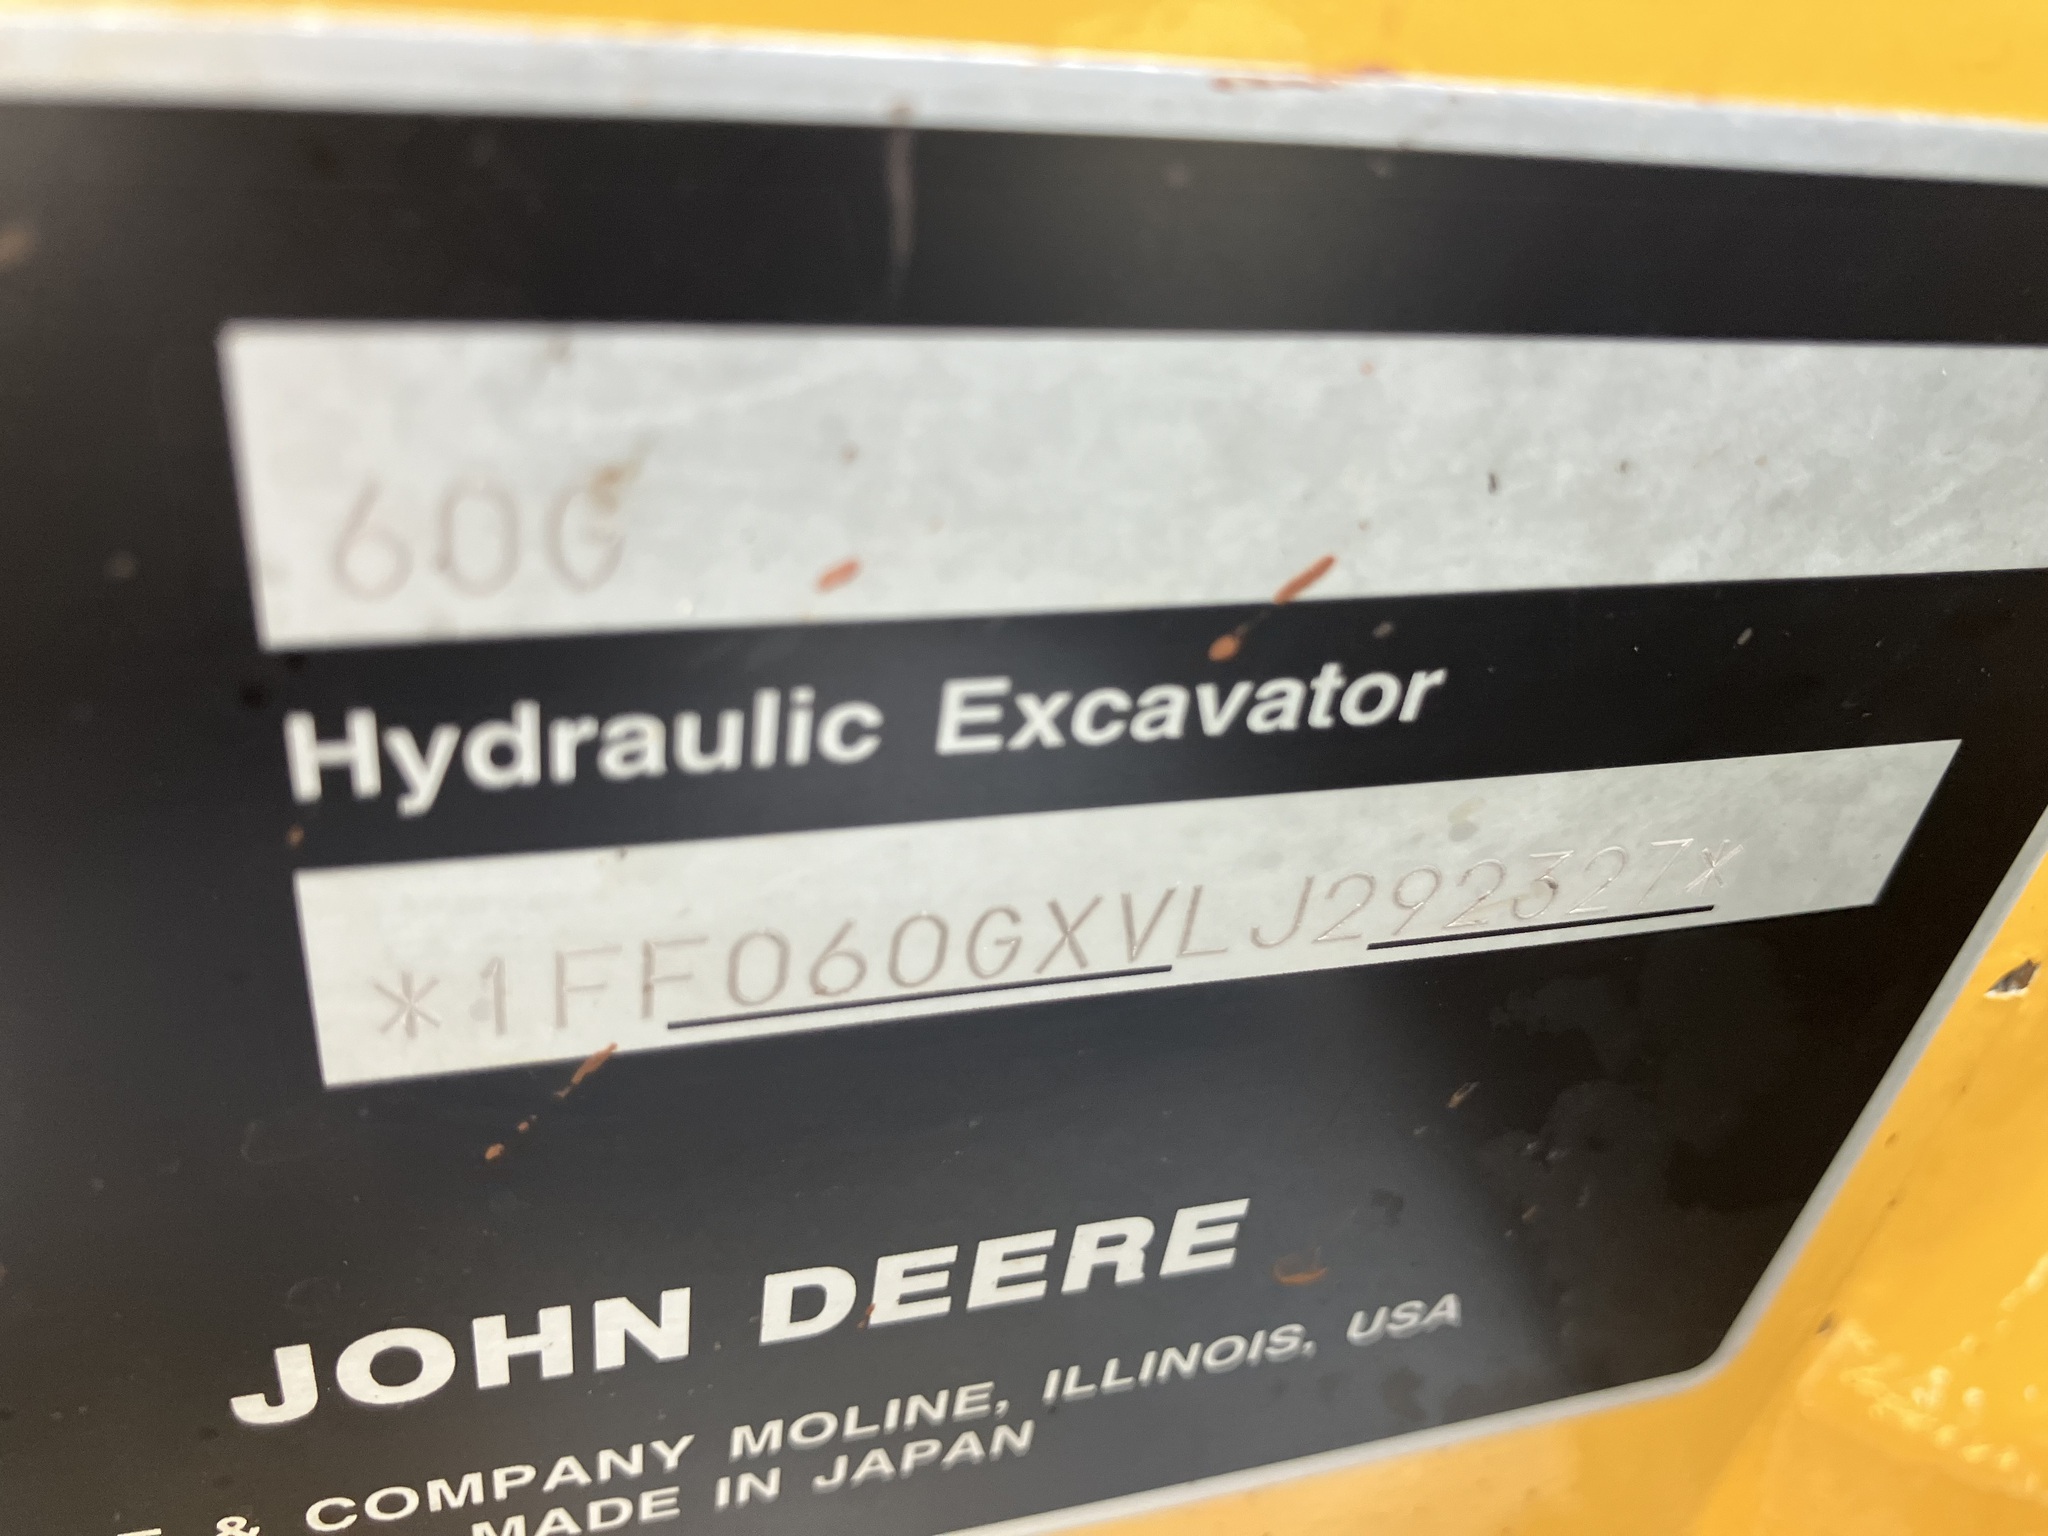 60G
Hydraulic Excavator
*1FF060GXVLJ292327*
JOHN DEERE
& COMPANY MOLINE, ILLINOIS, USA
MADE IN JAPAN